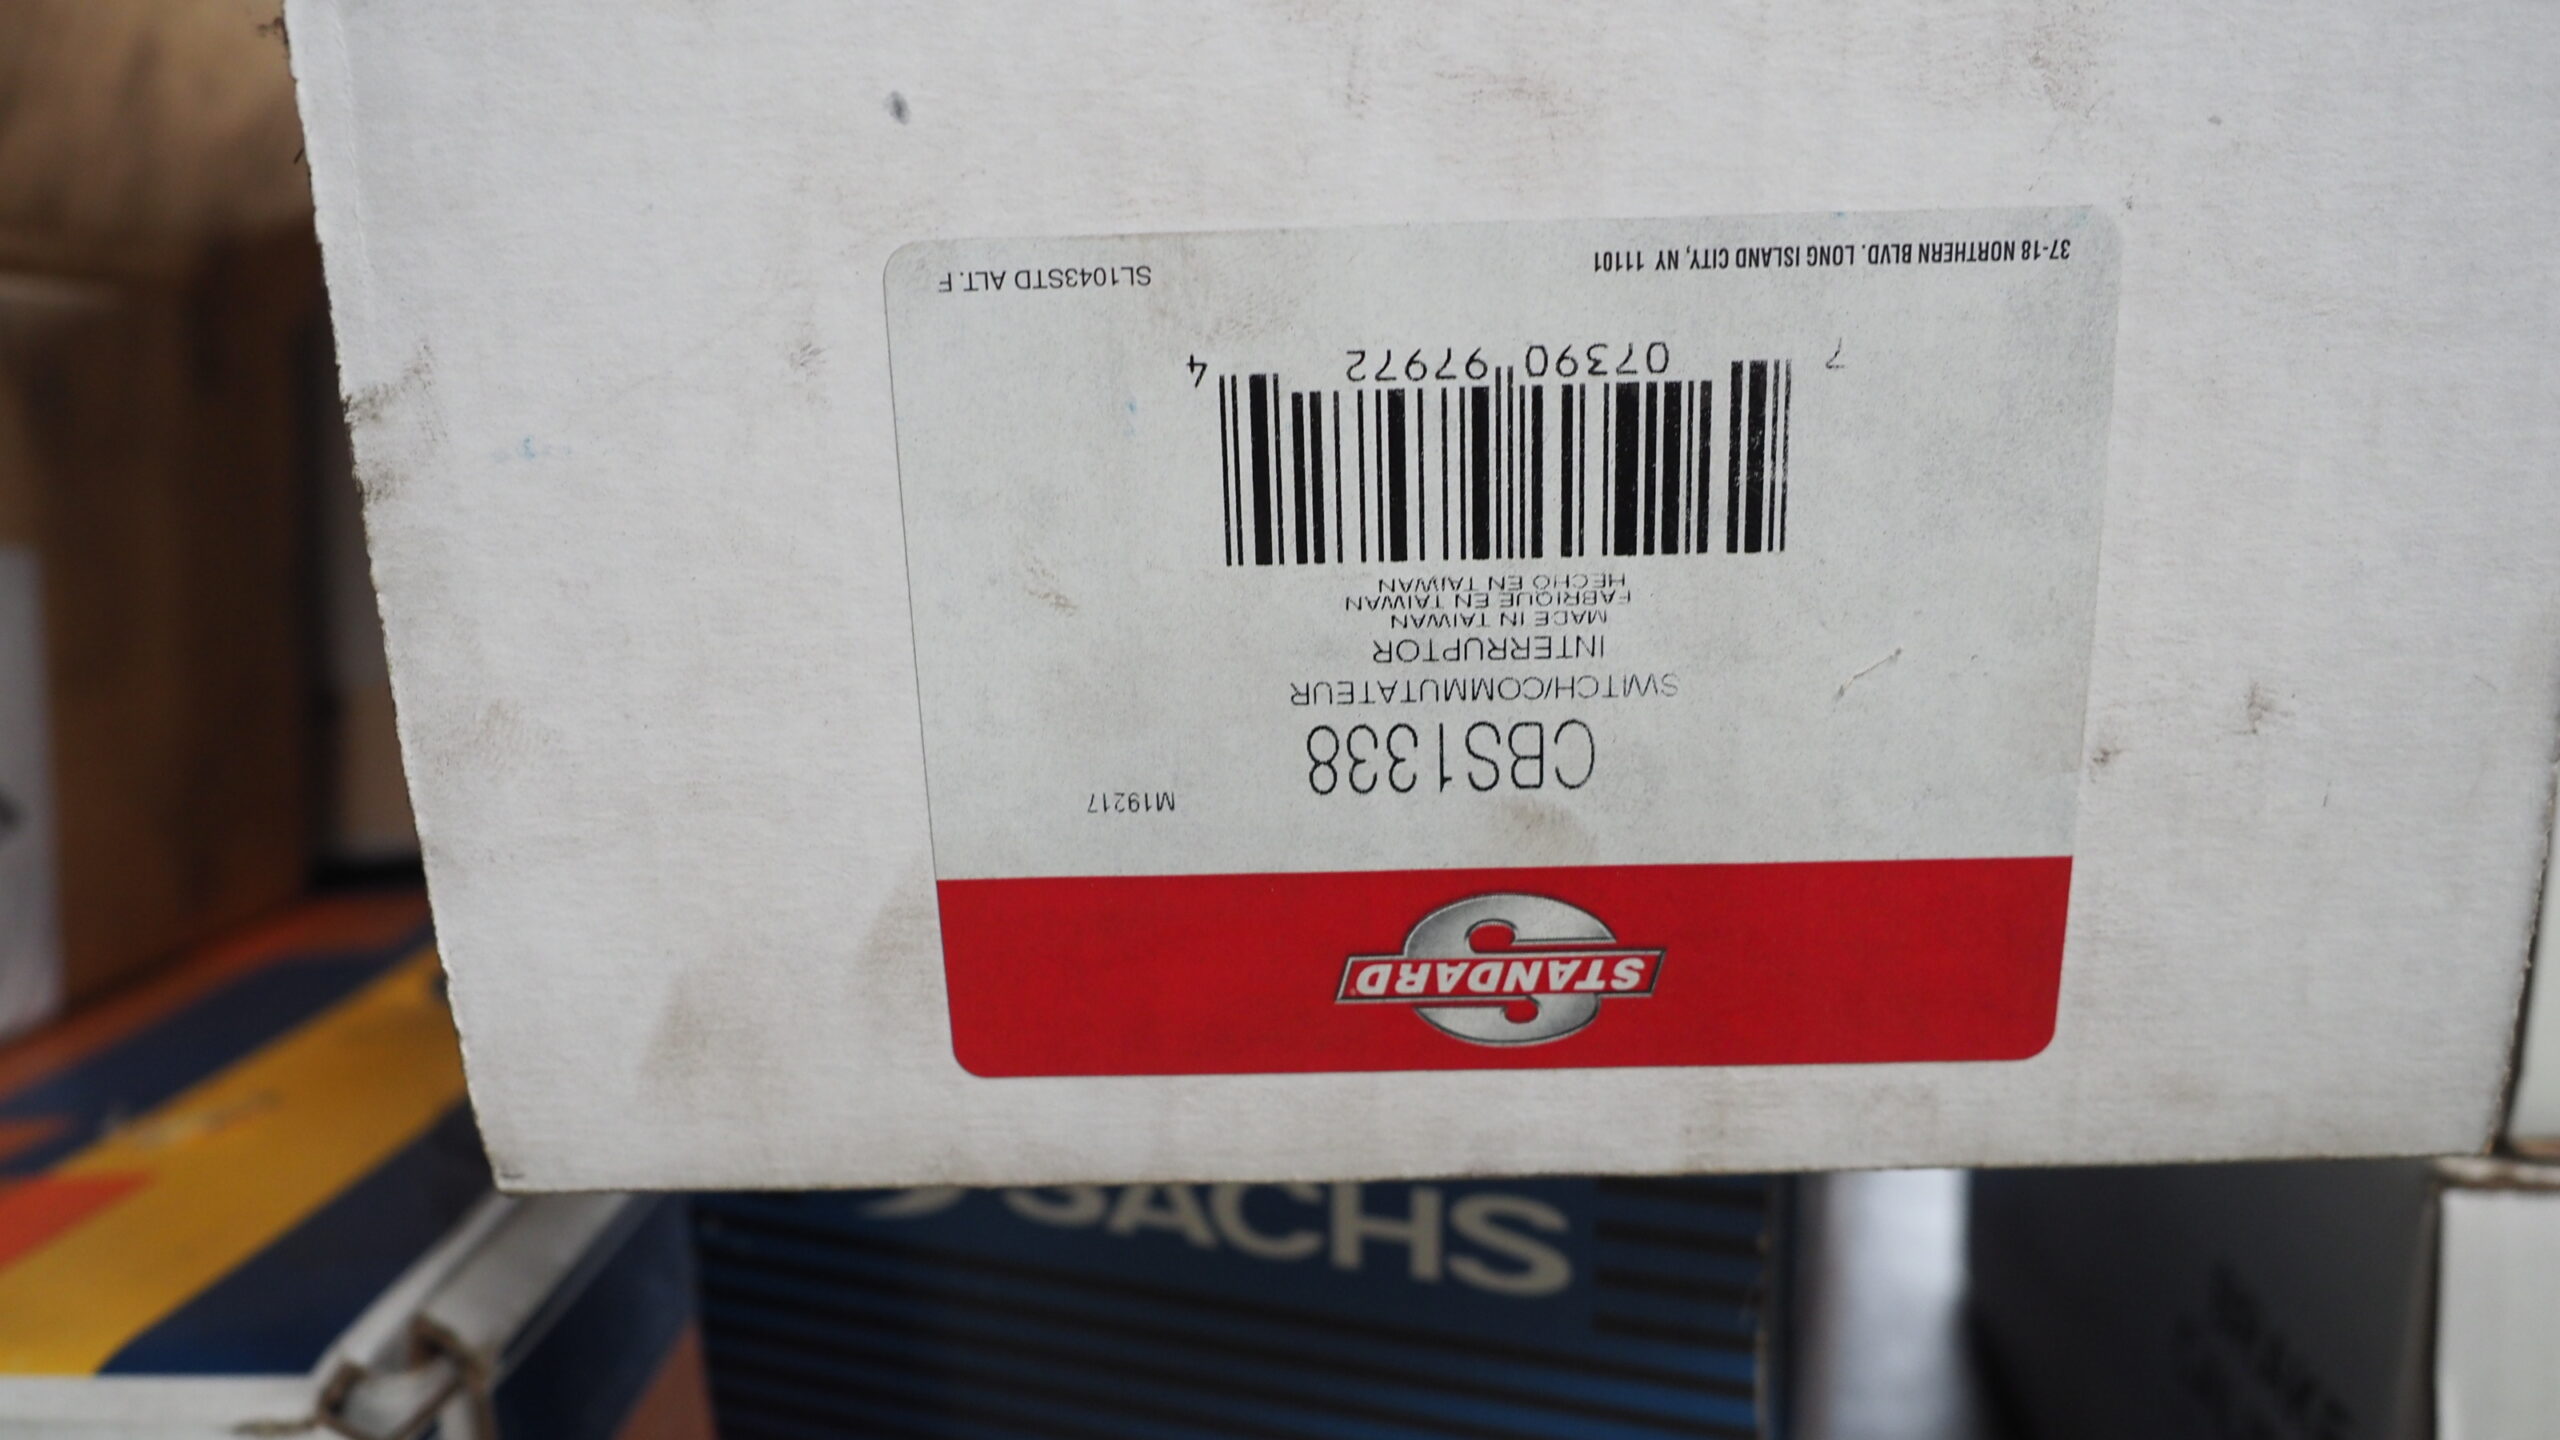 STANDARD
M19217
CBS1338
SWITCH/COMMUTATEUR
INTERRUPTOR
MADE IN TAIWAN
FABRIQUE EN TAIWAN
HECHO EN TAIWAN
7 07390 97972 4
37-18 NORTHERN BLVD. LONG ISLAND CITY, NY 11101
SL1043STD ALT. F
SACHS